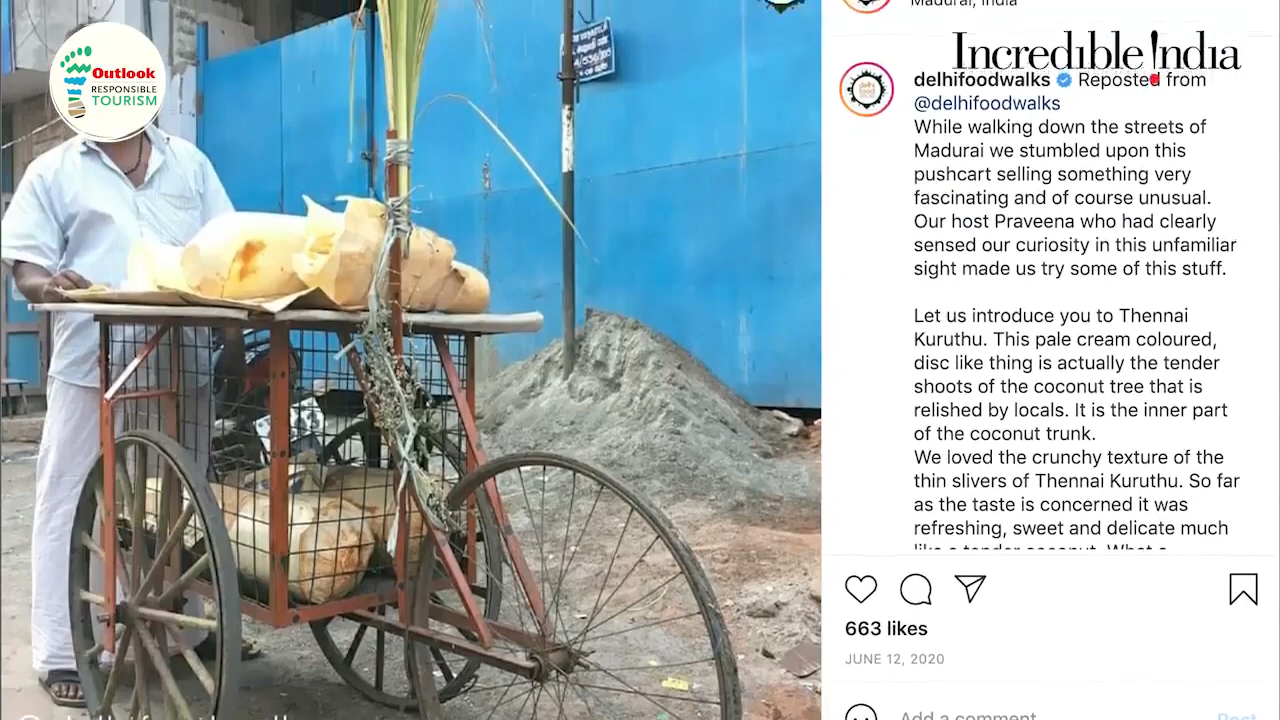 Outlook
RESPONSIBLE
TOURISM
Madurai, India
Incredible India
delhifoodwalks Reposted from
@delhifoodwalks
While walking down the streets of
Madurai we stumbled upon this
pushcart selling something very
fascinating and of course unusual.
Our host Praveena who had clearly
sensed our curiosity in this unfamiliar
sight made us try some of this stuff.
Let us introduce you to Thennai
Kuruthu. This pale cream coloured,
disc like thing is actually the tender
shoots of the coconut tree that is
relished by locals. It is the inner part
of the coconut trunk.
We loved the crunchy texture of the
thin slivers of Thennai Kuruthu. So far
as the taste is concerned it was
refreshing, sweet and delicate much
like a tender coconut. What a
663 likes
JUNE 12, 2020
Add a comment
Post